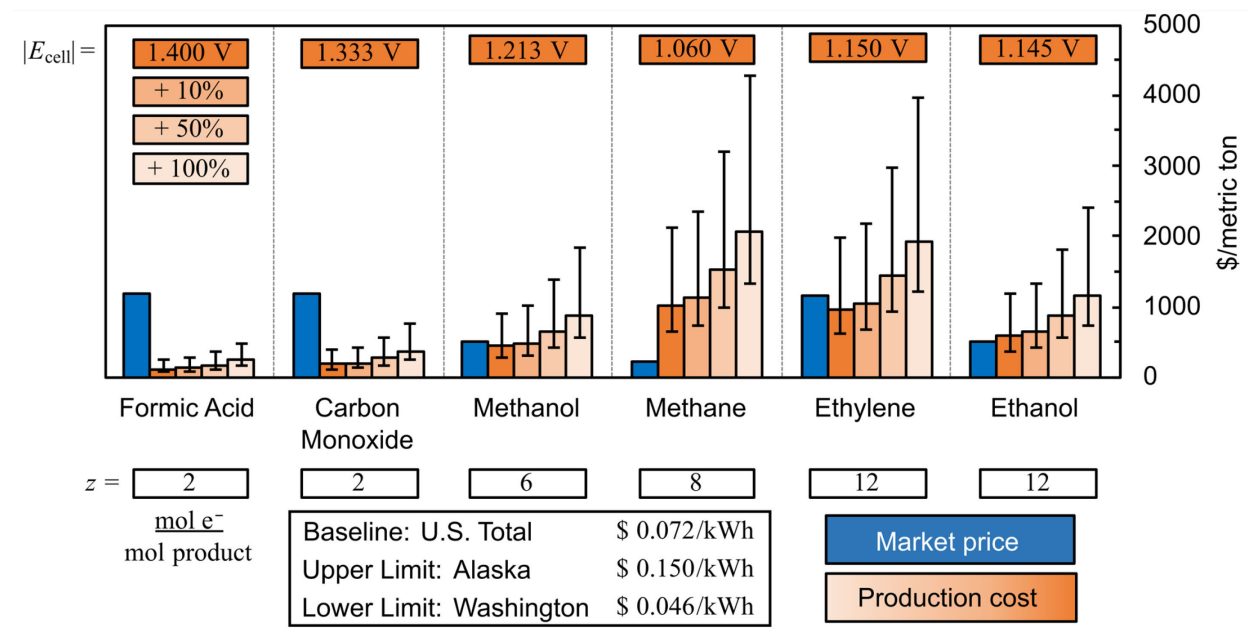 |E_cell| = 1.400 V 1.333 V 1.213 V 1.060 V 1.150 V 1.145 V
+ 10%
+ 50%
+ 100%
5000
4000
3000
2000
1000
0
$/metric ton
Formic Acid Carbon Monoxide Methanol Methane Ethylene Ethanol
z = 2 2 6 8 12 12
mol e⁻
mol product
Baseline: U.S. Total $ 0.072/kWh
Upper Limit: Alaska $ 0.150/kWh
Lower Limit: Washington $ 0.046/kWh
Market price
Production cost